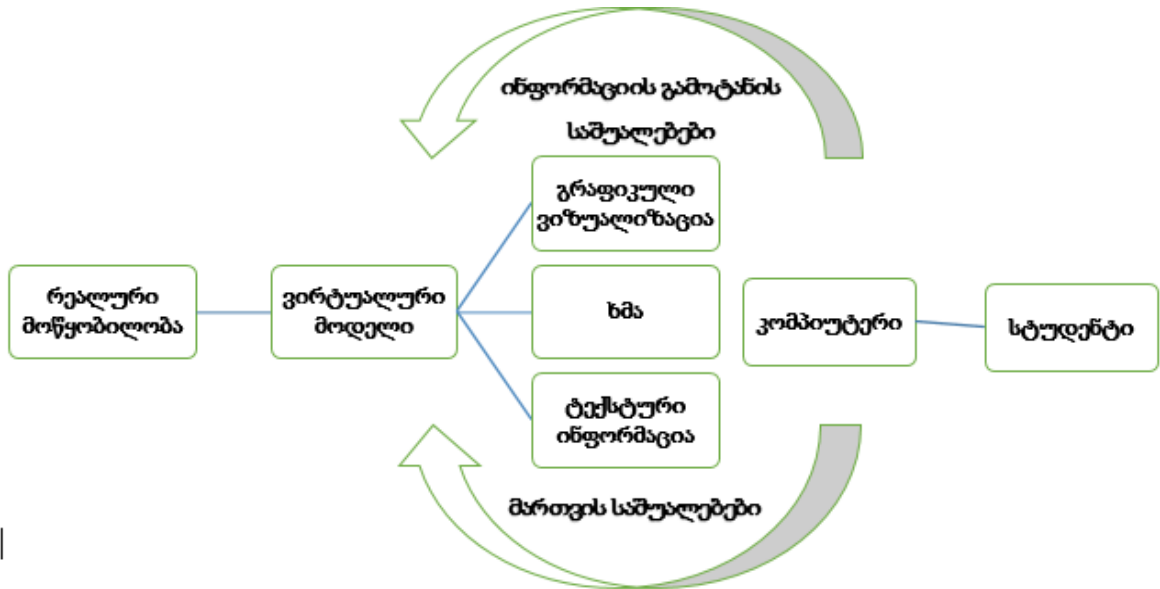 ინფორმაციის გამოტანის
საშუალებები
გრაფიკული
ვიზუალიზაცია
რეალური
მოწყობილობა
ვირტუალური
მოდელი
ხმა
კომპიუტერი
სტუდენტი
ტექსტური
ინფორმაცია
მართვის საშუალებები